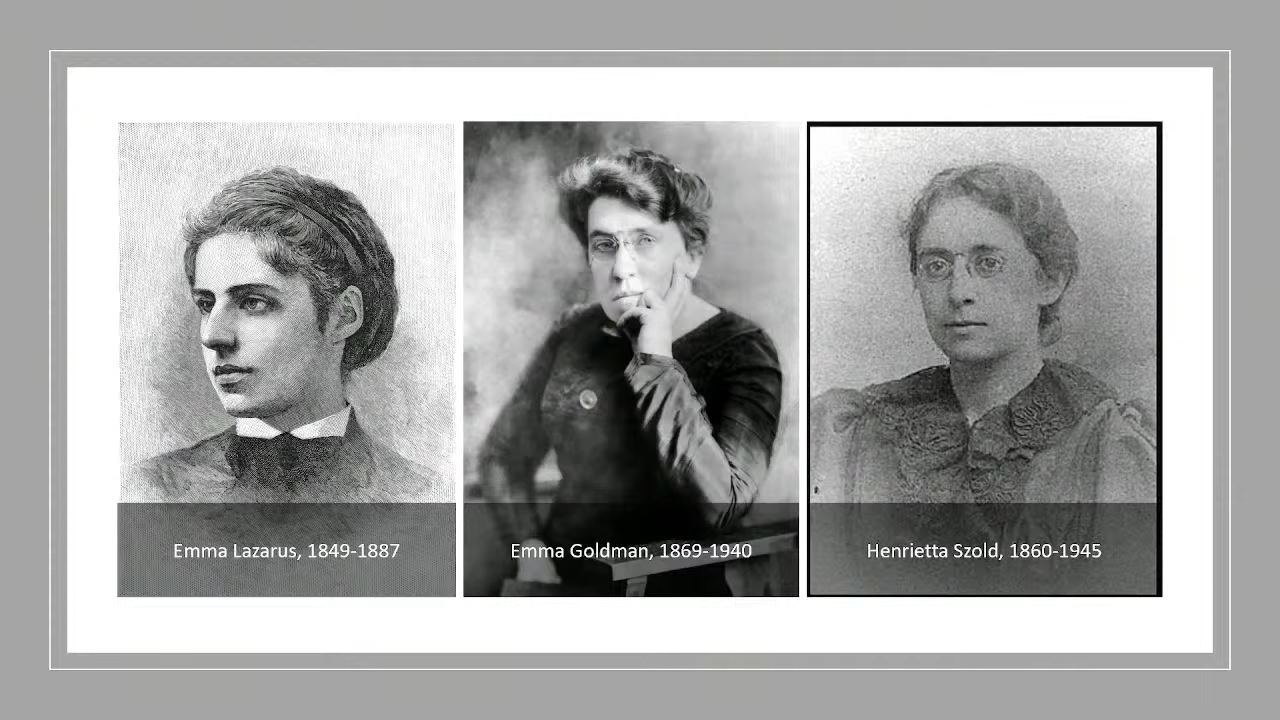 Emma Lazarus, 1849-1887
Emma Goldman, 1869-1940
Henrietta Szold, 1860-1945